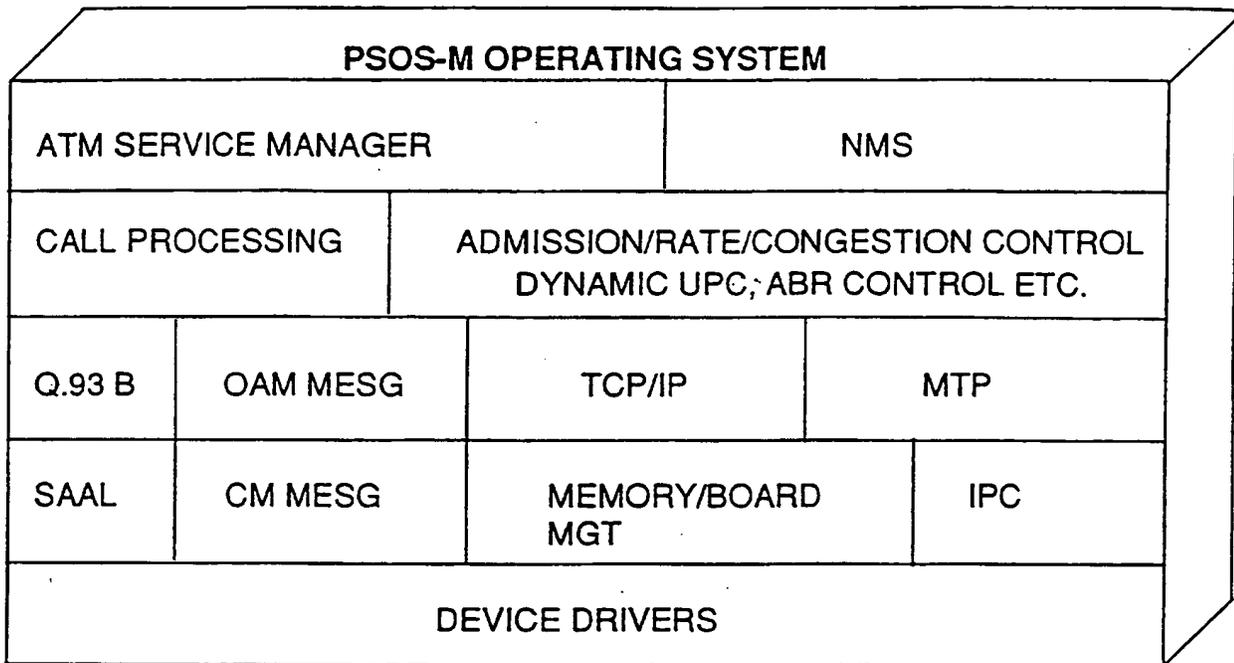 PSOS-M OPERATING SYSTEM
ATM SERVICE MANAGER
NMS
CALL PROCESSING
ADMISSION/RATE/CONGESTION CONTROL
DYNAMIC UPC, ABR CONTROL ETC.
Q.93 B
OAM MESG
TCP/IP
MTP
SAAL
CM MESG
MEMORY/BOARD
MGT
IPC
DEVICE DRIVERS